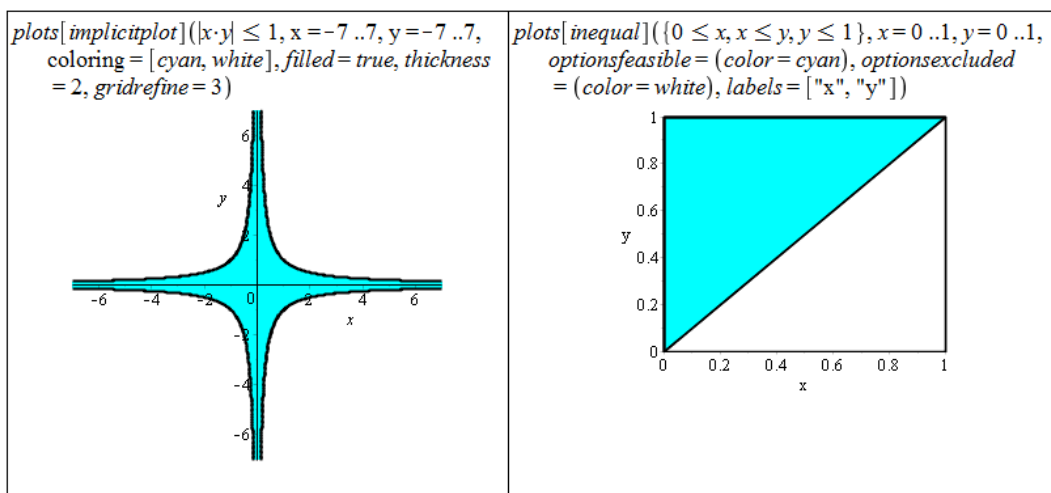 plots[implicitplot](|x·y| ≤ 1, x = −7 ..7, y = −7 ..7,
coloring = [cyan, white], filled = true, thickness
= 2, gridrefine = 3)
6
y
4
2
-6
-4
-2
0
2
4
6
x
-2
-4
-6
plots[inequal]({0 ≤ x, x ≤ y, y ≤ 1}, x = 0 ..1, y = 0 ..1,
optionsfeasible = (color = cyan), optionsexcluded
= (color = white), labels = ["x", "y"])
1
0.8
0.6
y
0.4
0.2
0
0
0.2
0.4
0.6
0.8
1
x